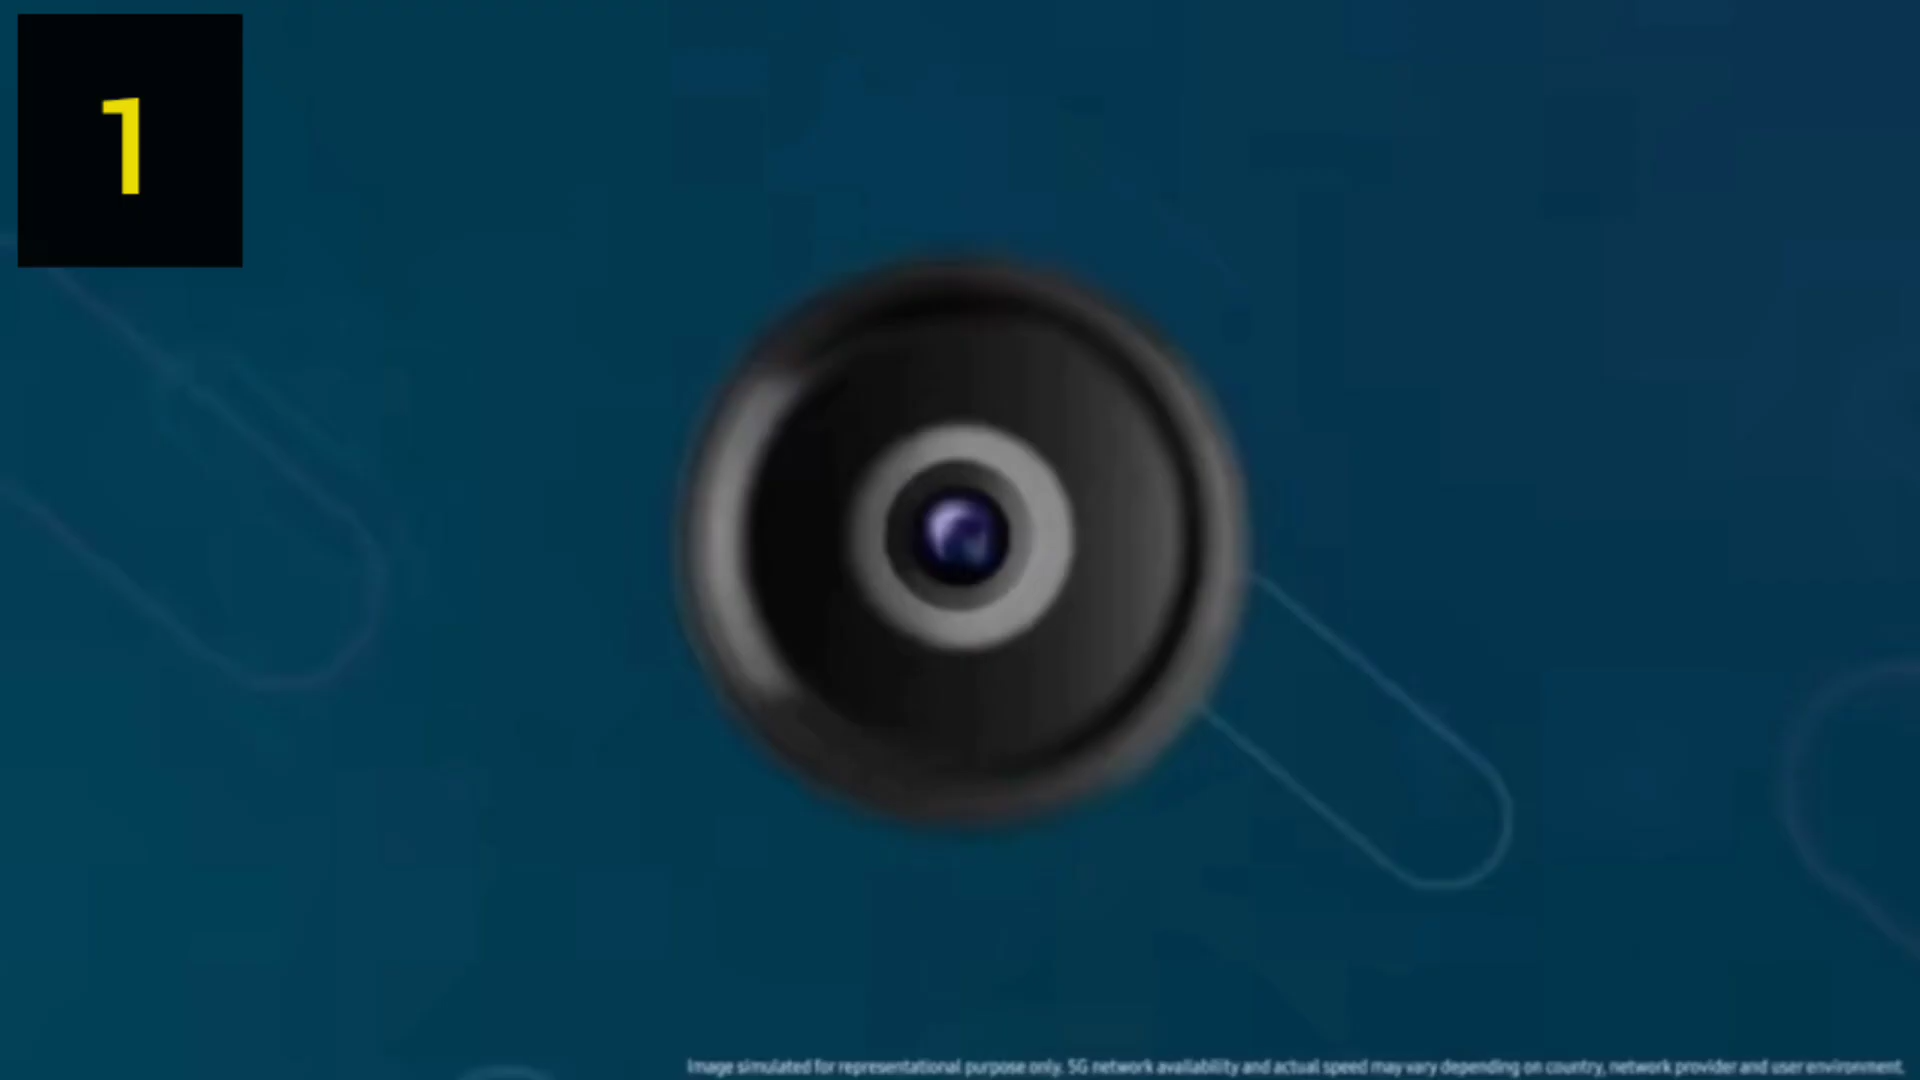 1
Image simulated for representational purpose only. 5G network availability and actual speed may vary depending on country, network provider and user environment.